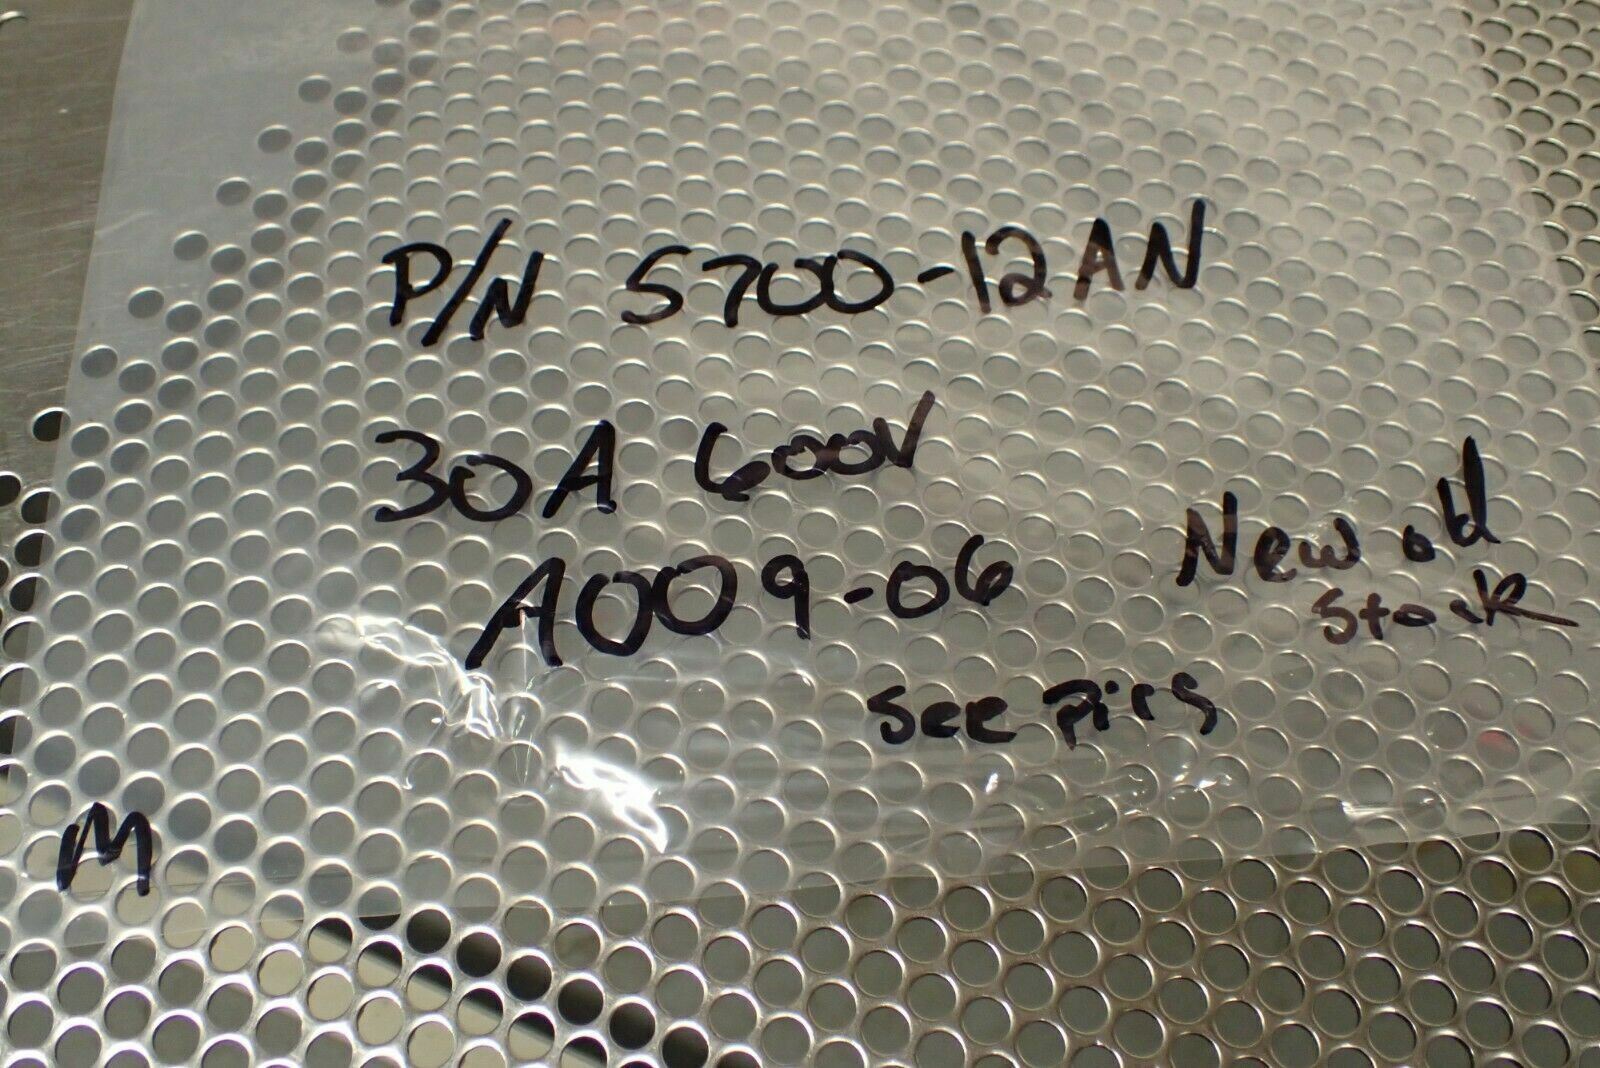 P/N 5700-12AN
30A 600V
A009-06
New old
Stock
See Pics
M